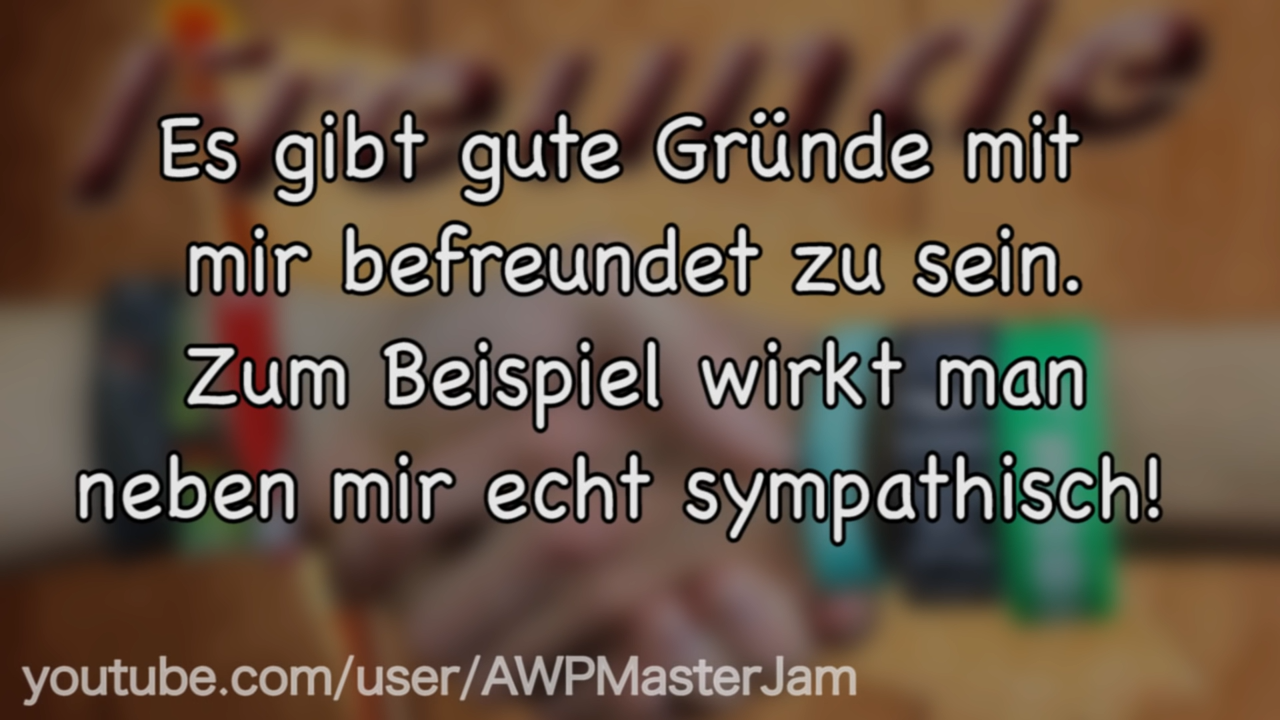 Freunde
Es gibt gute Gründe mit
mir befreundet zu sein.
Zum Beispiel wirkt man
neben mir echt sympathisch!
youtube.com/user/AWPMasterJam